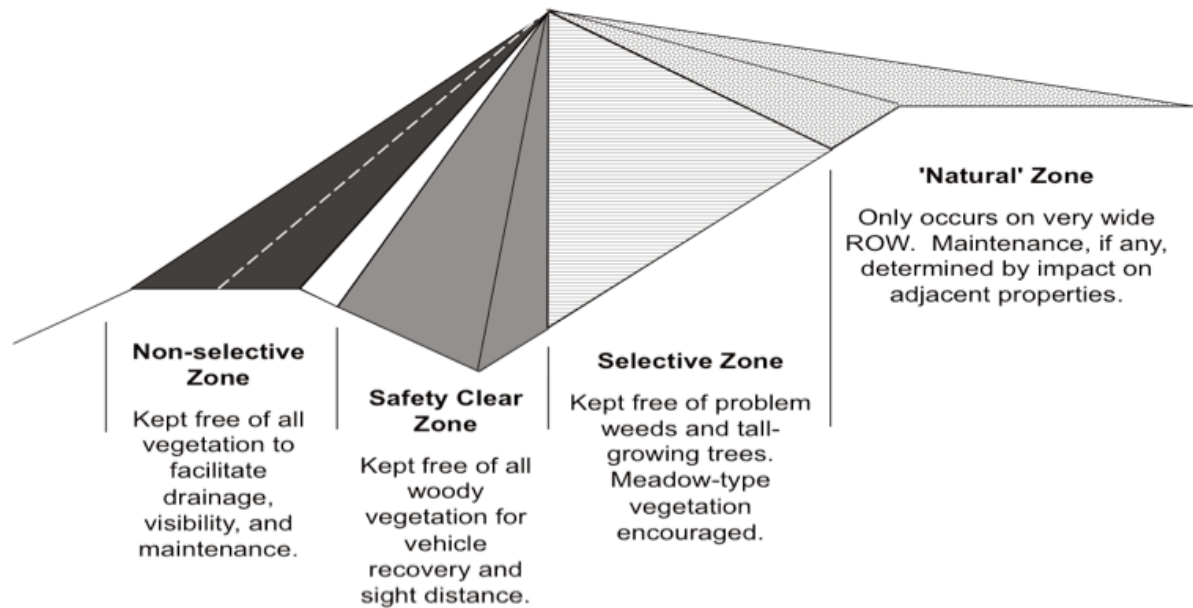 Non-selective
Zone
Kept free of all
vegetation to
facilitate
drainage,
visibility, and
maintenance.
Safety Clear
Zone
Kept free of all
woody
vegetation for
vehicle
recovery and
sight distance.
Selective Zone
Kept free of problem
weeds and tall-
growing trees.
Meadow-type
vegetation
encouraged.
'Natural' Zone
Only occurs on very wide
ROW.  Maintenance, if any,
determined by impact on
adjacent properties.